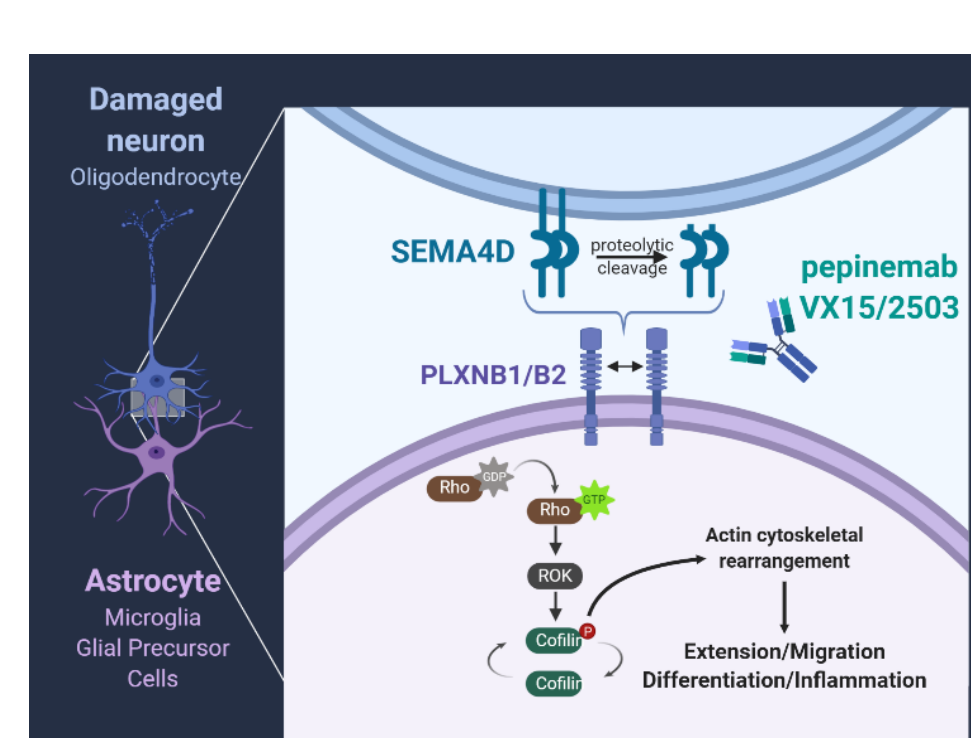 Damaged
neuron
Oligodendrocyte
Astrocyte
Microglia
Glial Precursor
Cells
SEMA4D
proteolytic
cleavage
pepinemab
VX15/2503
PLXNB1/B2
Rho
GDP
Rho
GTP
ROK
Cofilin
P
Cofilin
Actin cytoskeletal
rearrangement
Extension/Migration
Differentiation/Inflammation